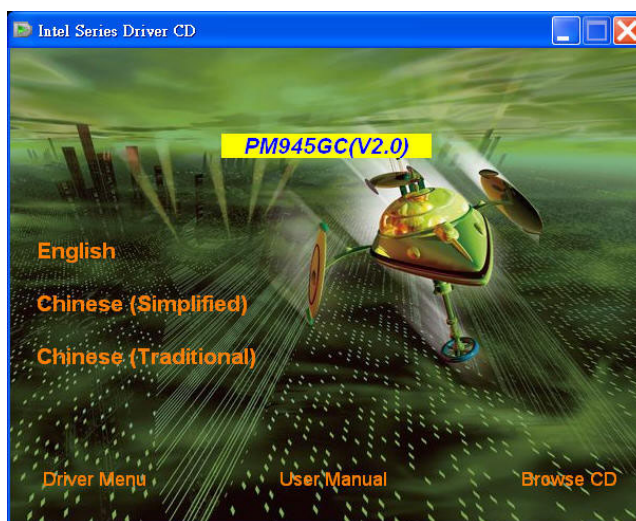 Intel Series Driver CD
PM945GC(V2.0)
English
Chinese (Simplified)
Chinese (Traditional)
Driver Menu User Manual Browse CD